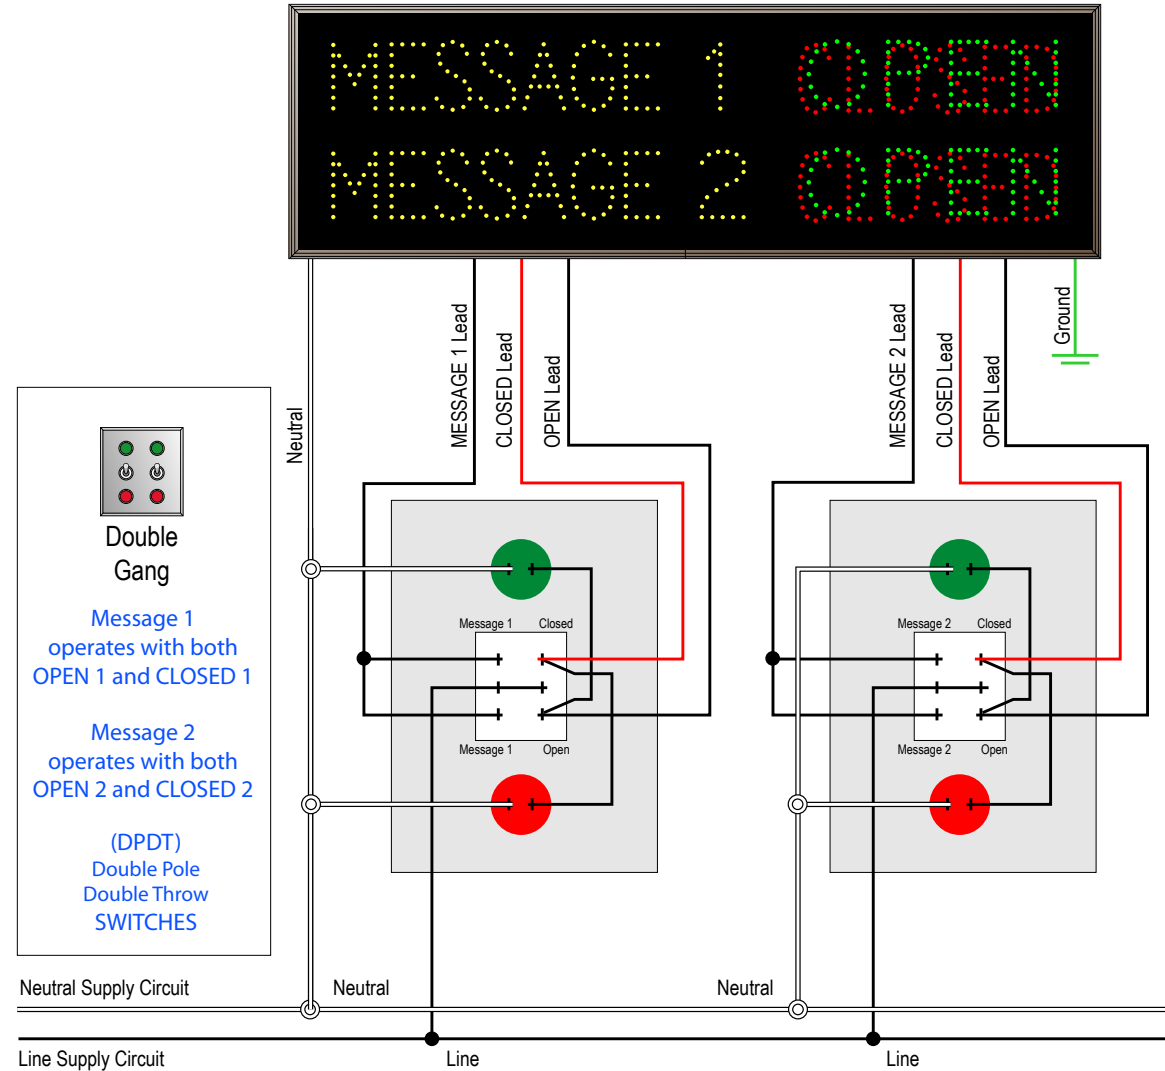 MESSAGE 1 OPEN
MESSAGE 2 OPEN
MESSAGE 1 Lead
CLOSED Lead
OPEN Lead
MESSAGE 2 Lead
CLOSED Lead
OPEN Lead
Ground
Neutral
Double
Gang
Message 1
operates with both
OPEN 1 and CLOSED 1
Message 2
operates with both
OPEN 2 and CLOSED 2
(DPDT)
Double Pole
Double Throw
SWITCHES
Message 1 Closed
Message 1 Open
Message 2 Closed
Message 2 Open
Neutral Supply Circuit
Neutral
Neutral
Line Supply Circuit
Line
Line